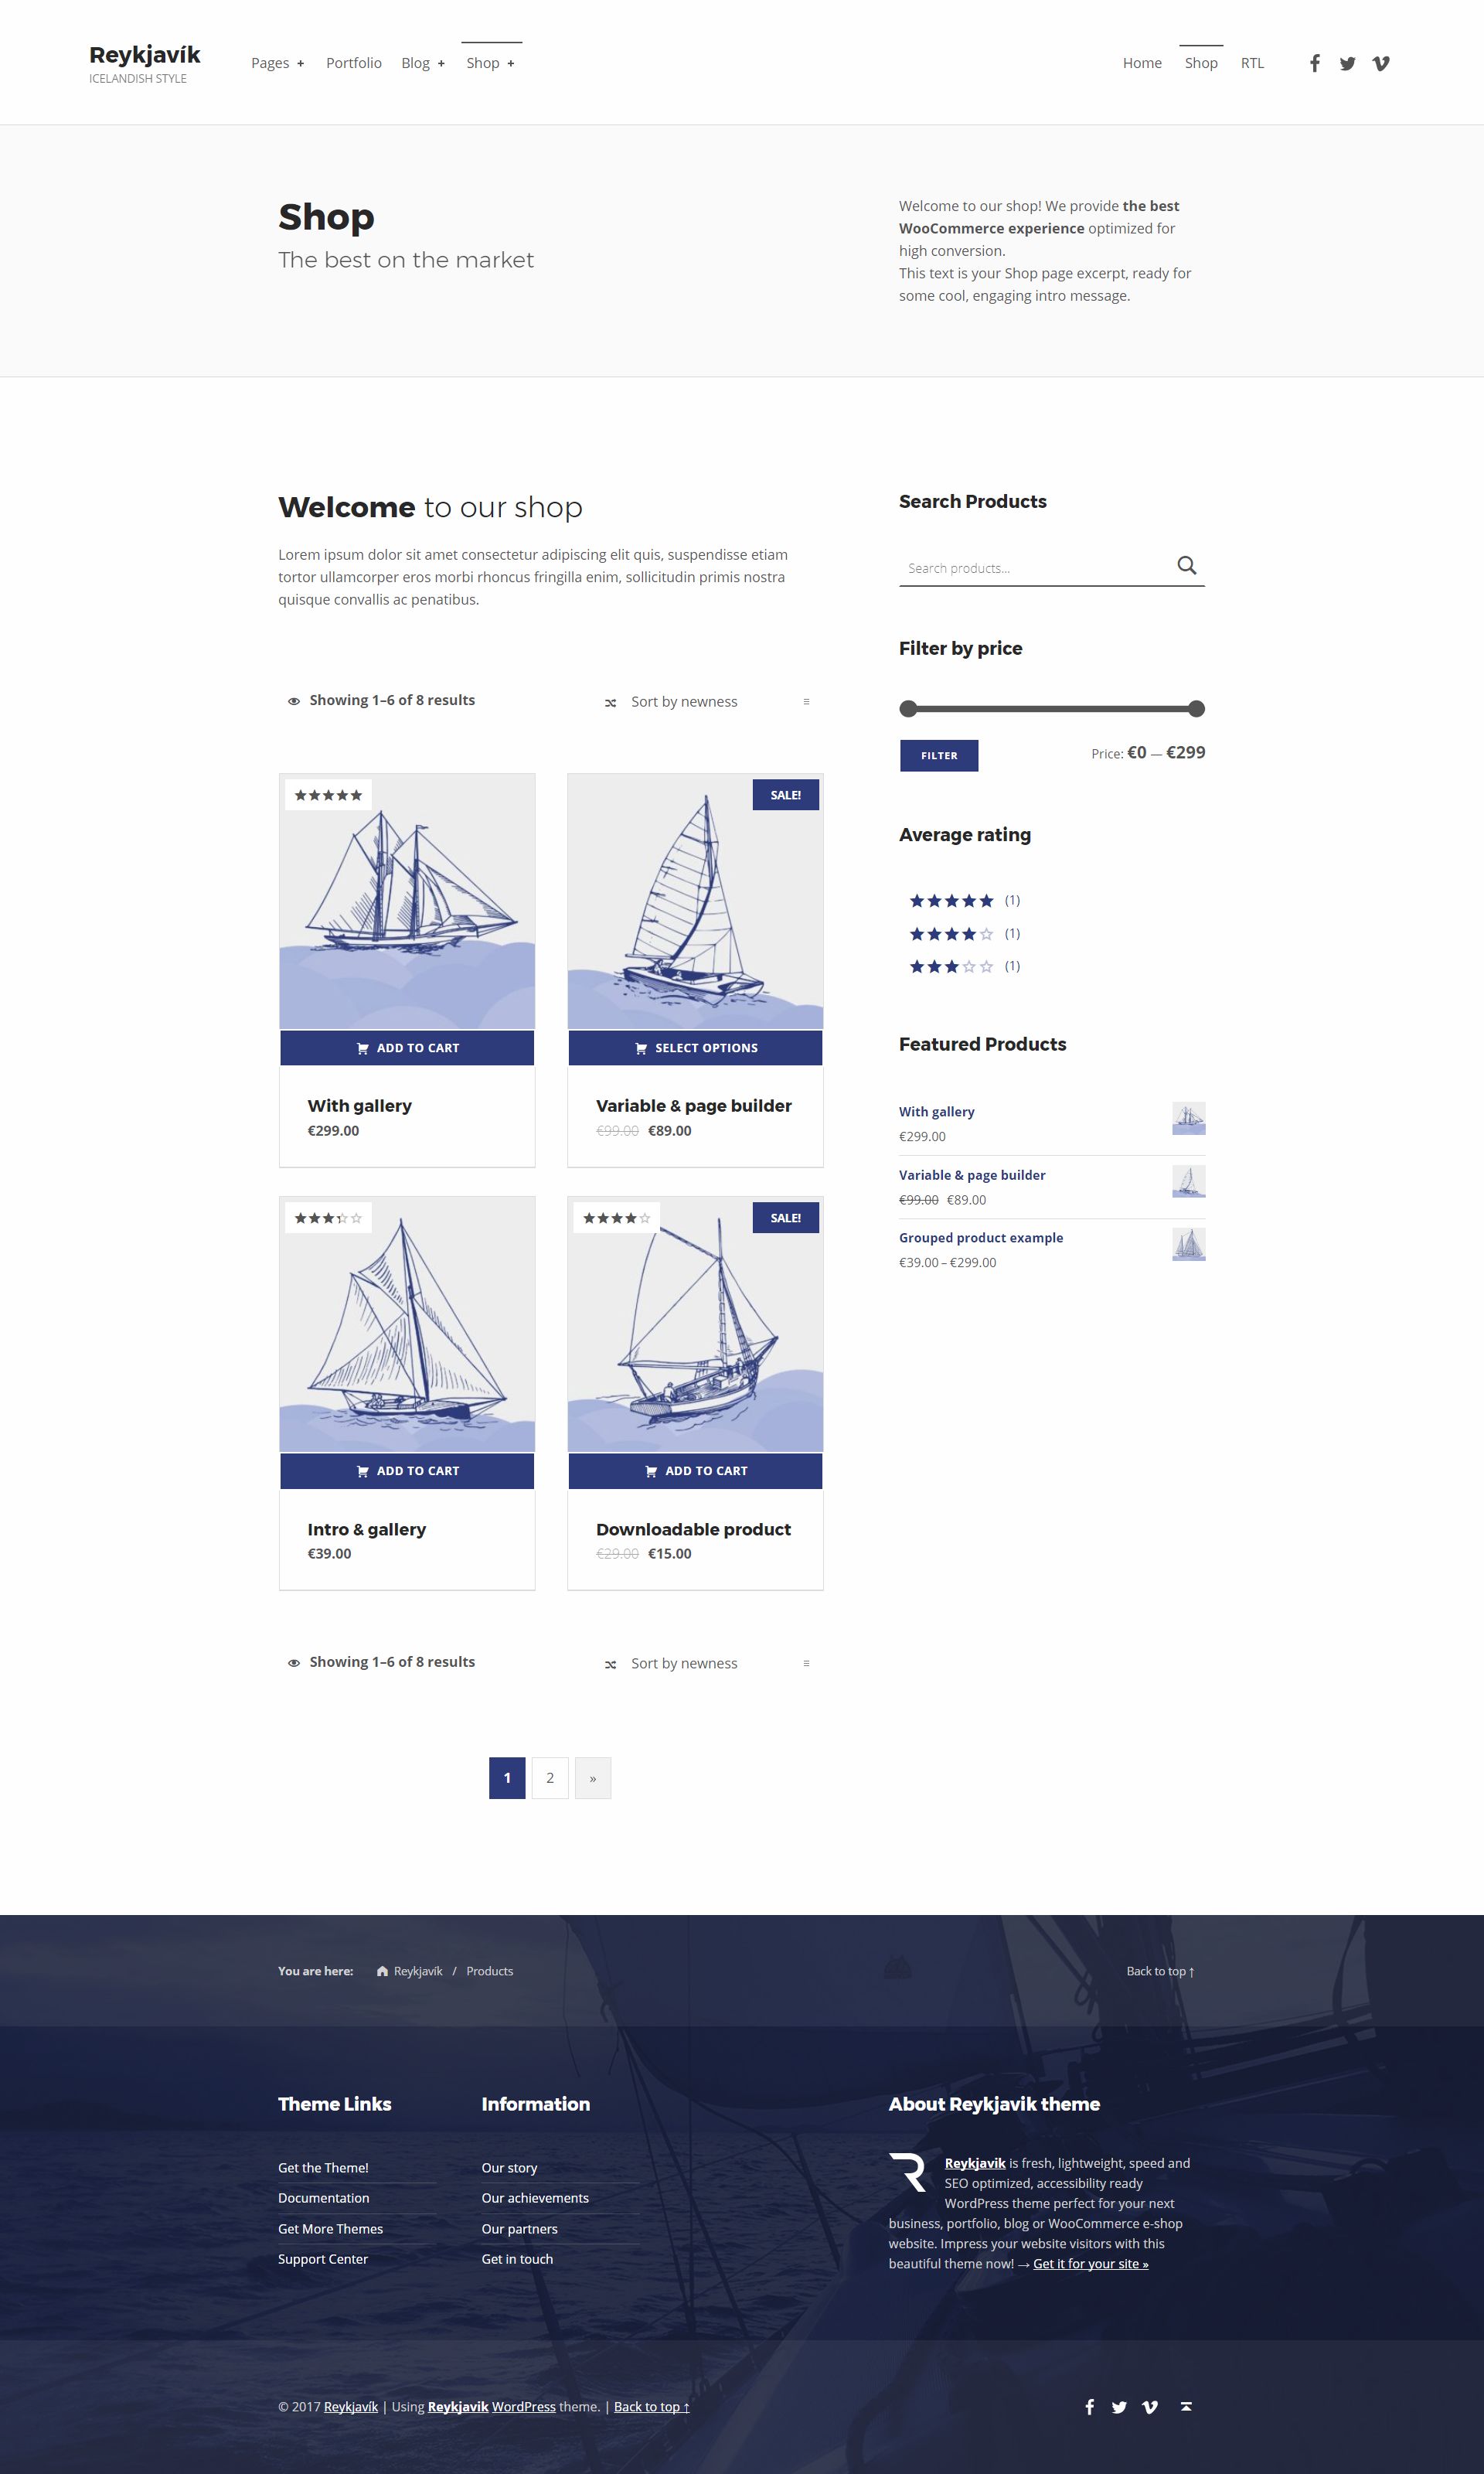 Reykjavík
ICELANDISH STYLE
Pages +
Portfolio
Blog +
Shop +
Home
Shop
RTL
Shop
The best on the market
Welcome to our shop! We provide the best
WooCommerce experience optimized for
high conversion.
This text is your Shop page excerpt, ready for
some cool, engaging intro message.
Welcome to our shop
Lorem ipsum dolor sit amet consectetur adipiscing elit quis, suspendisse etiam
tortor ullamcorper eros morbi rhoncus fringilla enim, sollicitudin primis nostra
quisque convallis ac penatibus.
Showing 1–6 of 8 results
Sort by newness
SALE!
ADD TO CART
SELECT OPTIONS
With gallery
€299.00
Variable & page builder
€99.00 €89.00
SALE!
ADD TO CART
ADD TO CART
Intro & gallery
€39.00
Downloadable product
€29.00 €15.00
Showing 1–6 of 8 results
Sort by newness
1
2
»
Search Products
Search products...
Filter by price
FILTER
Price: €0 — €299
Average rating
(1)
(1)
(1)
Featured Products
With gallery
€299.00
Variable & page builder
€99.00 €89.00
Grouped product example
€39.00 – €299.00
You are here:
Reykjavík / Products
Back to top ↑
Theme Links
Get the Theme!
Documentation
Get More Themes
Support Center
Information
Our story
Our achievements
Our partners
Get in touch
About Reykjavik theme
Reykjavik is fresh, lightweight, speed and
SEO optimized, accessibility ready
WordPress theme perfect for your next
business, portfolio, blog or WooCommerce e-shop
website. Impress your website visitors with this
beautiful theme now! → Get it for your site »
© 2017 Reykjavík | Using Reykjavik WordPress theme. | Back to top ↑